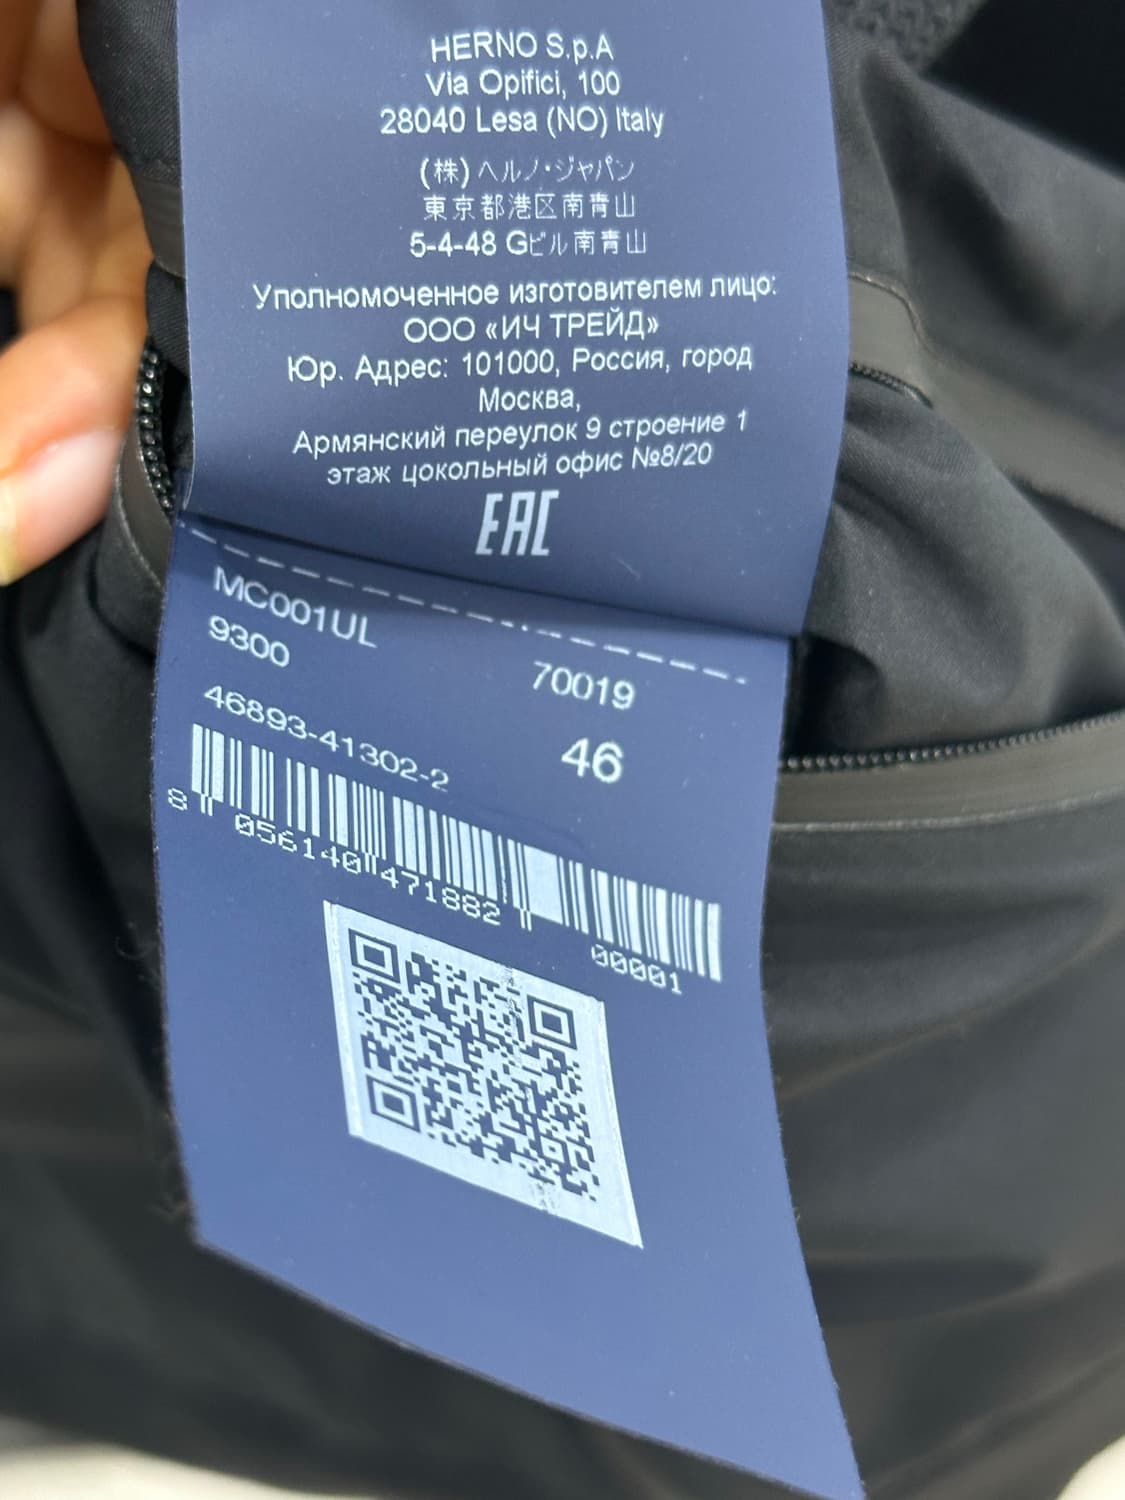 HERNO S.p.A
Via Opifici, 100
28040 Lesa (NO) Italy
(株) ヘルノ・ジャパン
東京都港区南青山
5-4-48 Gビル南青山
Уполномоченное изготовителем лицо:
ООО «ИЧ ТРЕЙД»
Юр. Адрес: 101000, Россия, город
Москва,
Армянский переулок 9 строение 1
этаж цокольный офис №8/20
EAC
MC001UL
9300 70019
46893-41302-2 46
8 056140 471882 00001